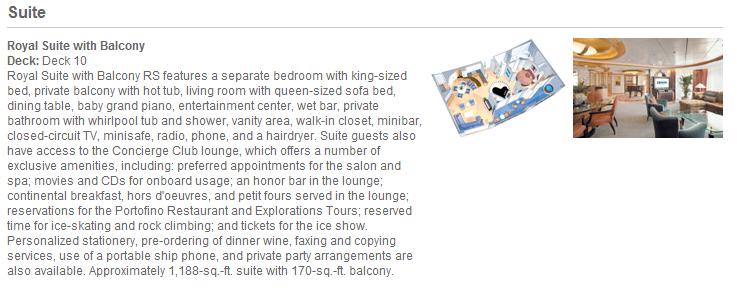 Suite
Royal Suite with Balcony
Deck: Deck 10
Royal Suite with Balcony RS features a separate bedroom with king-sized
bed, private balcony with hot tub, living room with queen-sized sofa bed,
dining table, baby grand piano, entertainment center, wet bar, private
bathroom with whirlpool tub and shower, vanity area, walk-in closet, minibar,
closed-circuit TV, minisafe, radio, phone, and a hairdryer. Suite guests also
have access to the Concierge Club lounge, which offers a number of
exclusive amenities, including: preferred appointments for the salon and
spa; movies and CDs for onboard usage; an honor bar in the lounge;
continental breakfast, hors d'oeuvres, and petit fours served in the lounge;
reservations for the Portofino Restaurant and Explorations Tours; reserved
time for ice-skating and rock climbing; and tickets for the ice show.
Personalized stationery, pre-ordering of dinner wine, faxing and copying
services, use of a portable ship phone, and private party arrangements are
also available. Approximately 1,188-sq.-ft. suite with 170-sq.-ft. balcony.